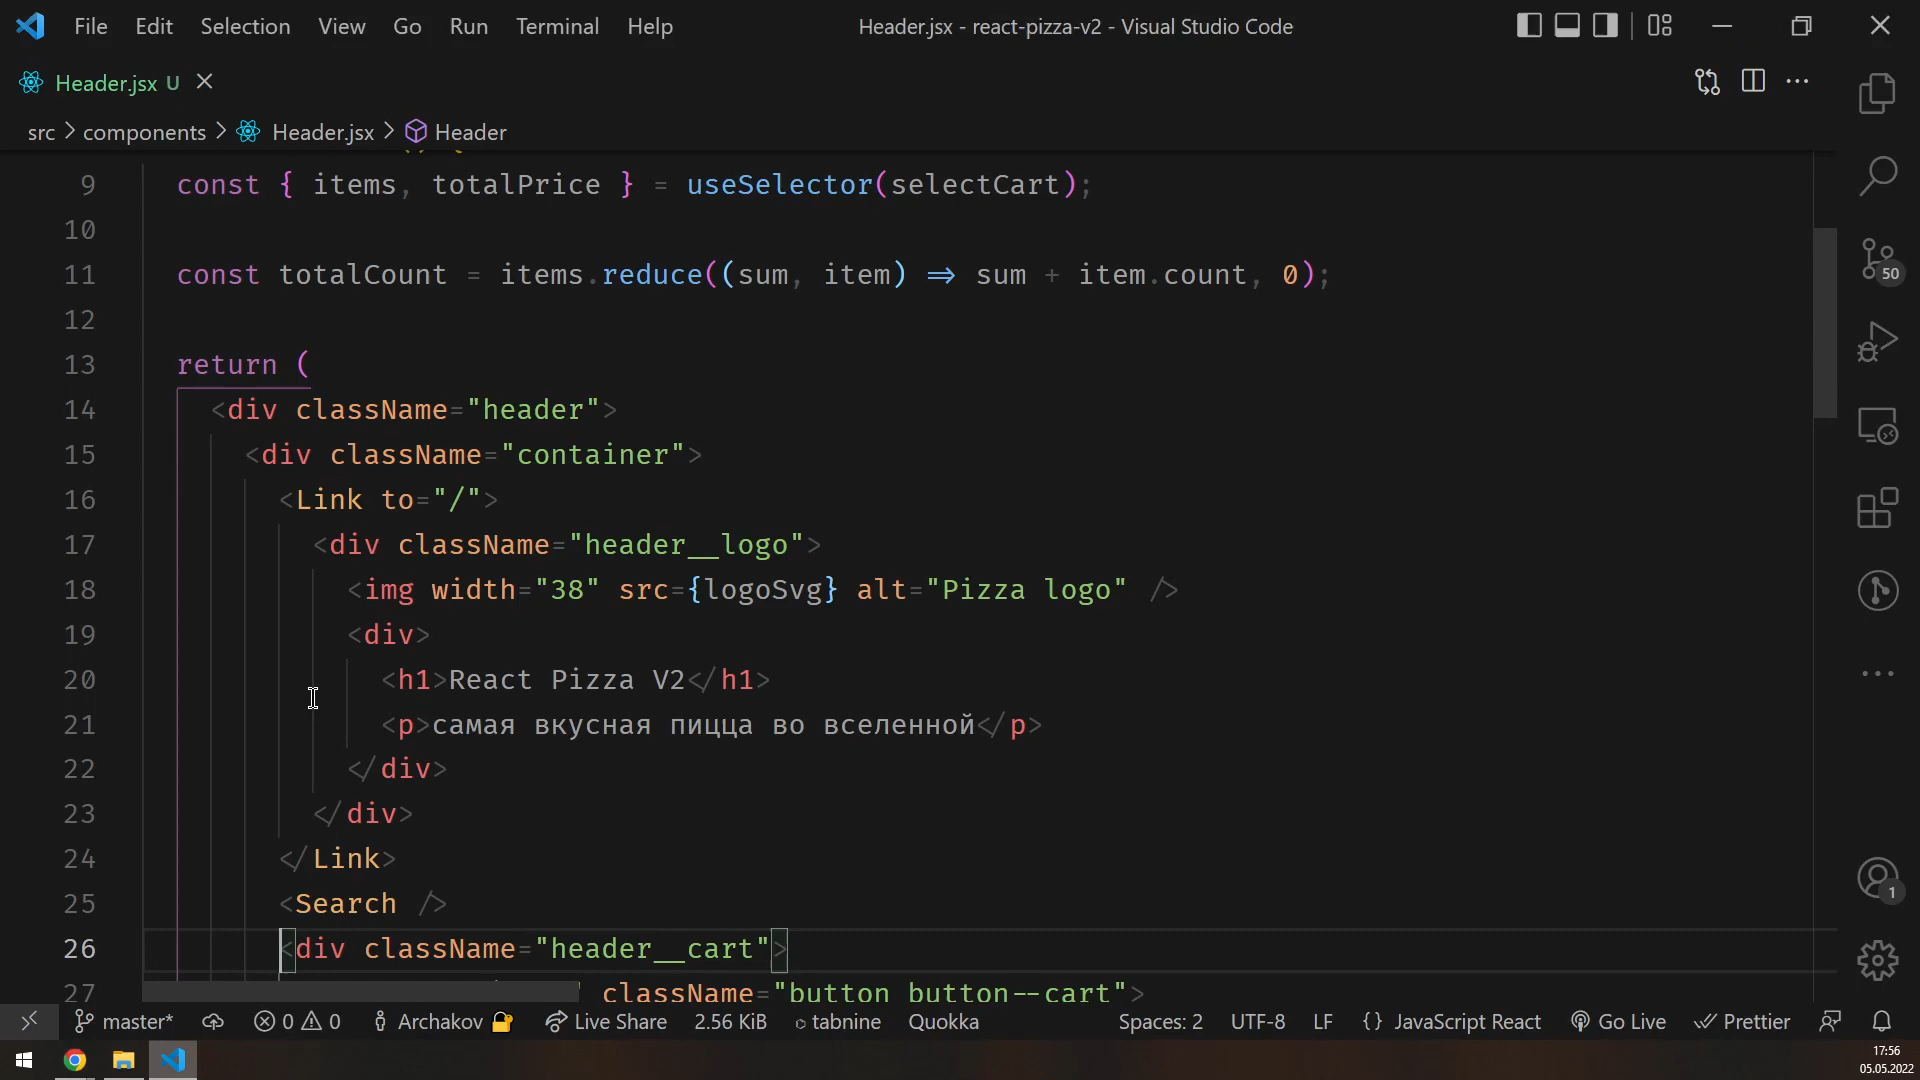 File Edit Selection View Go Run Terminal Help Header.jsx - react-pizza-v2 - Visual Studio Code
Header.jsx U
src > components > Header.jsx > Header
9 const { items, totalPrice } = useSelector(selectCart);
10
11 const totalCount = items.reduce((sum, item) => sum + item.count, 0);
12
13 return (
14 <div className="header">
15 <div className="container">
16 <Link to="/">
17 <div className="header__logo">
18 <img width="38" src={logoSvg} alt="Pizza logo" />
19 <div>
20 <h1>React Pizza V2</h1>
21 <p>самая вкусная пицца во вселенной</p>
22 </div>
23 </div>
24 </Link>
25 <Search />
26 <div className="header__cart">
27 className="button button--cart">
50
1
master* 0 0 Archakov Live Share 2.56 KiB tabnine Quokka Spaces: 2 UTF-8 LF {} JavaScript React Go Live Prettier
17:56
05.05.2022